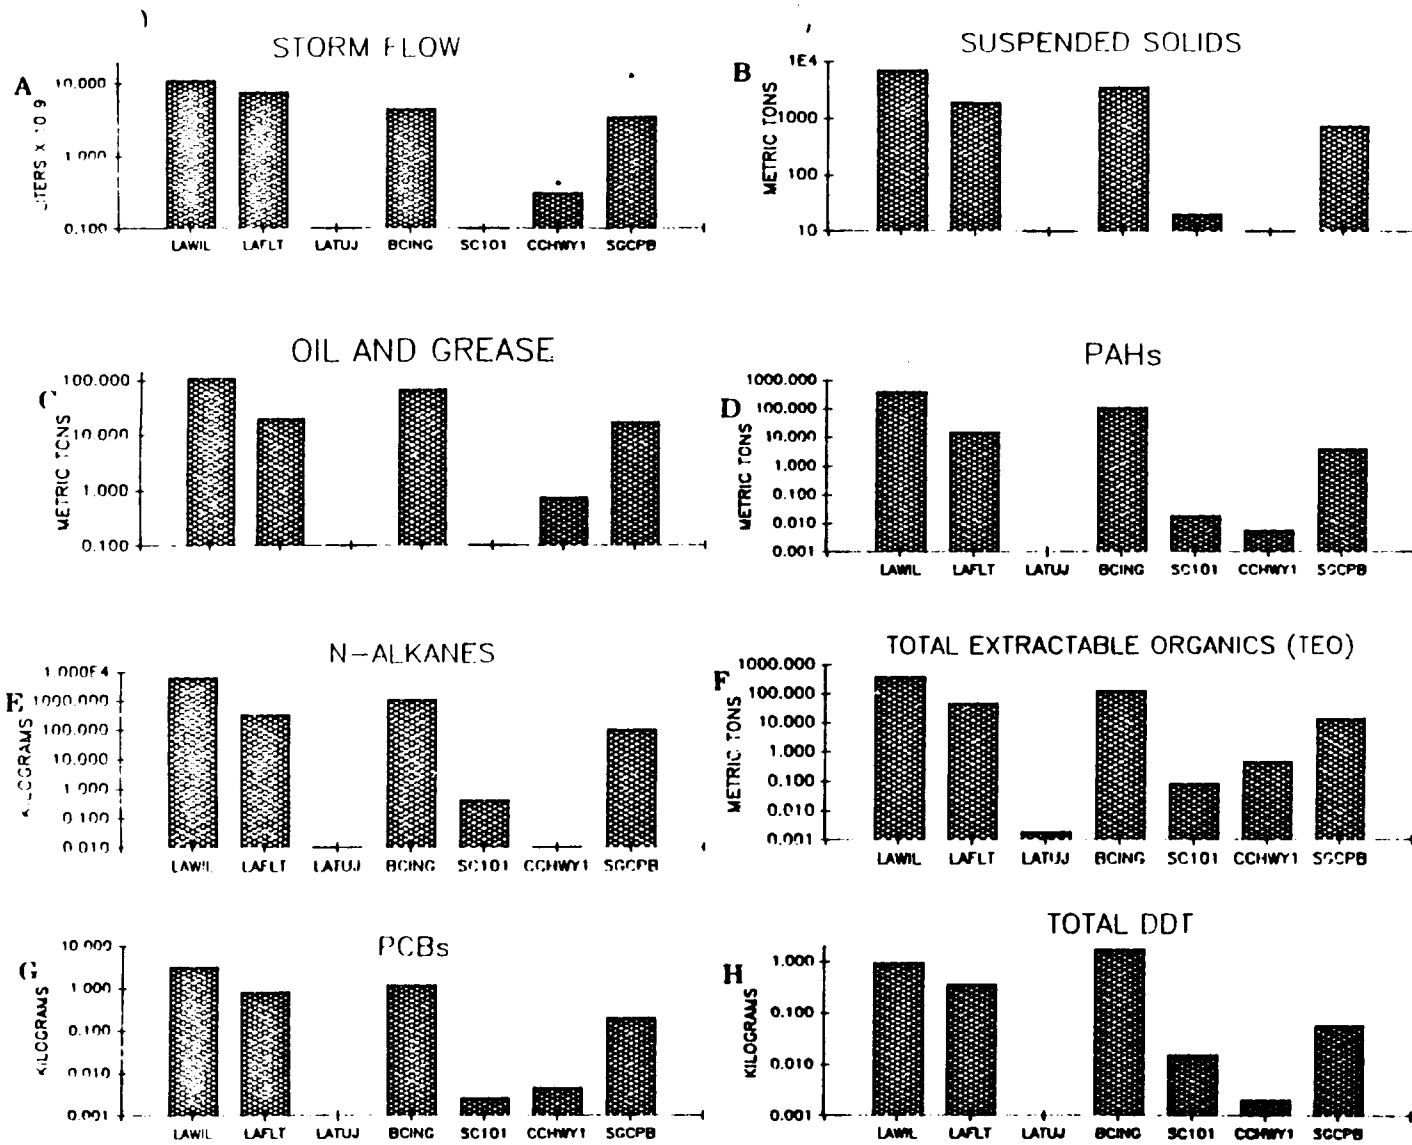 STORM FLOW
A
LITERS x 10 9
10.000
1.000
0.100
LAWIL LAFLT LATUJ BCING SC101 CCHWY1 SGCPB
SUSPENDED SOLIDS
B
METRIC TONS
1E4
1000
100
10
OIL AND GREASE
C
METRIC TONS
100.000
10.000
1.000
0.100
PAHs
D
METRIC TONS
1000.000
100.000
10.000
1.000
0.100
0.010
0.001
LAWIL LAFLT LATUJ BCING SC101 CCHWY1 SGCPB
N-ALKANES
E
KILOGRAMS
1.000E4
1000.000
100.000
10.000
1.000
0.100
0.010
LAWIL LAFLT LATUJ BCING SC101 CCHWY1 SGCPB
TOTAL EXTRACTABLE ORGANICS (TEO)
F
METRIC TONS
1000.000
100.000
10.000
1.000
0.100
0.010
0.001
LAWIL LAFLT LATUJ BCING SC101 CCHWY1 SGCPB
PCBs
G
KILOGRAMS
10.000
1.000
0.100
0.010
0.001
LAWIL LAFLT LATUJ BCING SC101 CCHWY1 SGCPB
TOTAL DDT
H
KILOGRAMS
1.000
0.100
0.010
0.001
LAWIL LAFLT LATUJ BCING SC101 CCHWY1 SGCPB